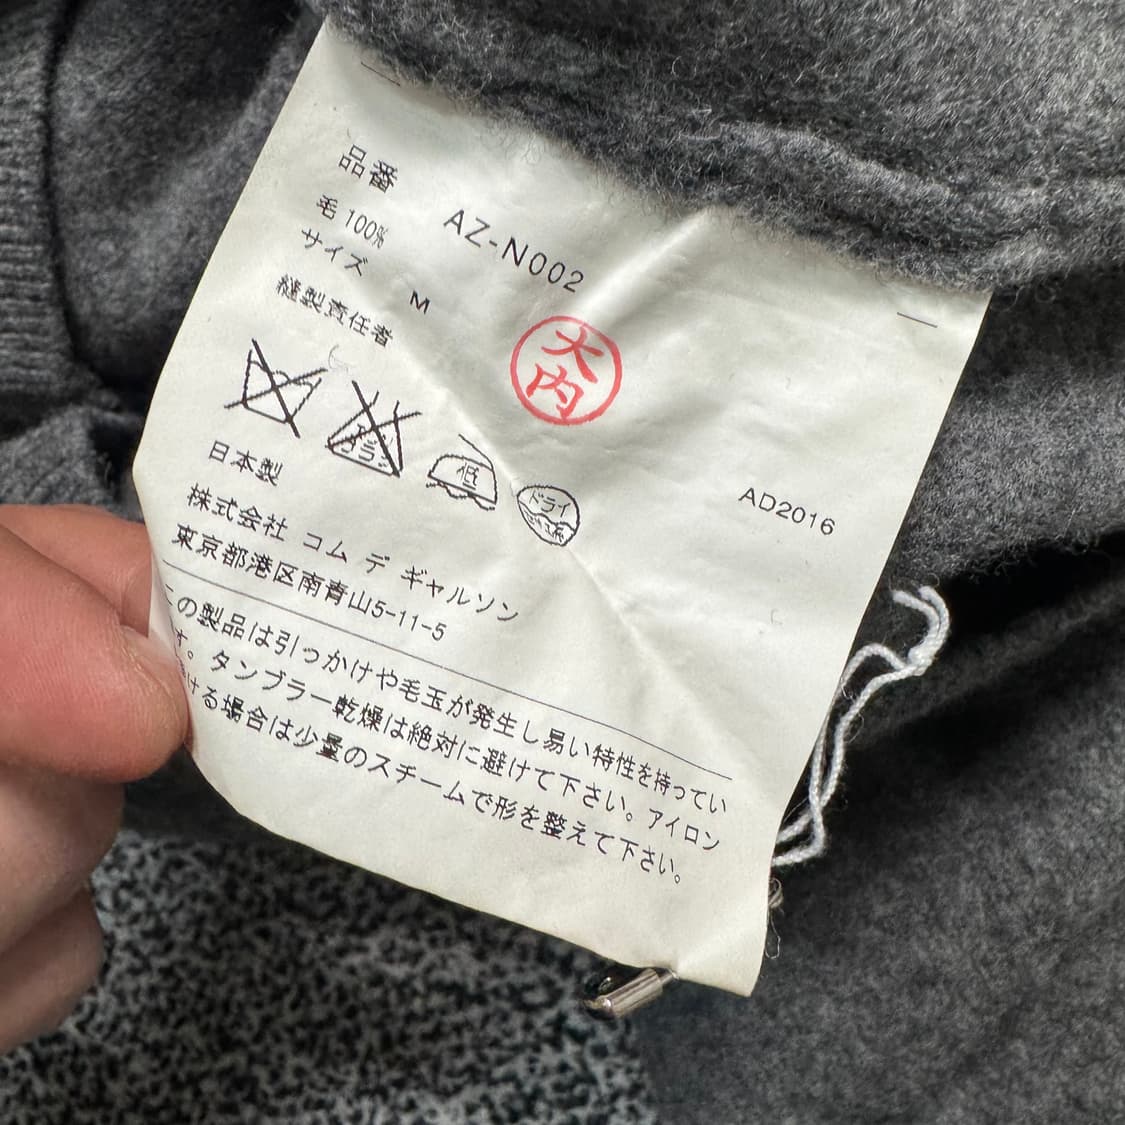 品番 AZ-N002
毛 100%
サイズ M
縫製責任者
大内
ドライ
低
日本製
AD2016
株式会社 コム デ ギャルソン
東京都港区南青山5-11-5
この製品は引っかけや毛玉が発生し易い特性を持ってい
す。タンブラー乾燥は絶対に避けて下さい。アイロン
ける場合は少量のスチームで形を整えて下さい。